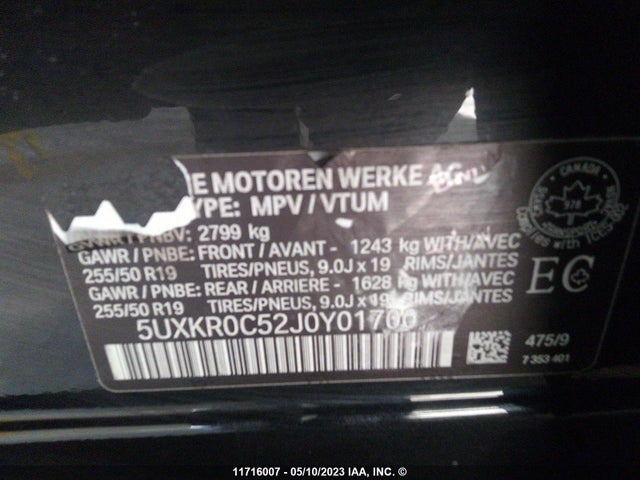 E MOTOREN WERKE AG
YPE: MPV / VTUM
GVWR / PNBV: 2799 kg
GAWR / PNBE: FRONT / AVANT - 1243 kg WITH/AVEC
255/50 R19 TIRES/PNEUS, 9.0J x 19 RIMS/JANTES
GAWR / PNBE: REAR / ARRIERE - 1628 kg WITH/AVEC
255/50 R19 TIRES/PNEUS, 9.0J x 19 RIMS/JANTES
5UXKR0C52J0Y01700
CANADA
978
EC
475/9
7 353 401
11716007 - 05/10/2023 IAA, INC. ©